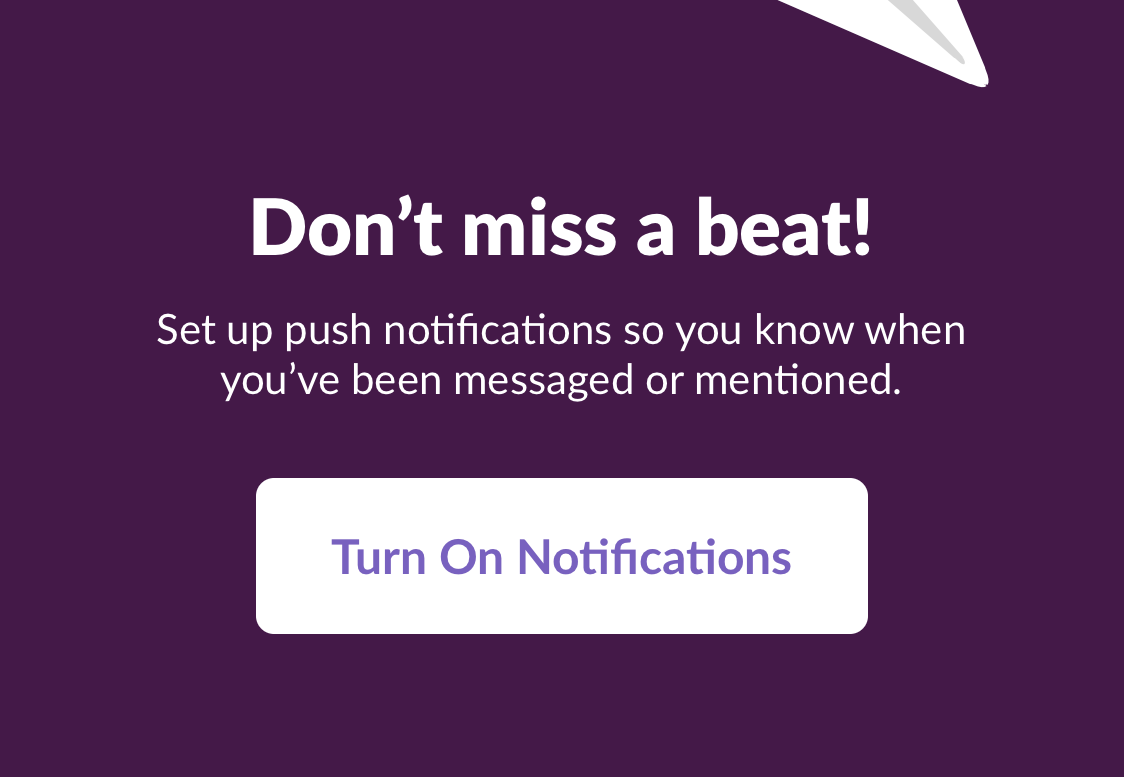 Don’t miss a beat!
Set up push notifications so you know when
you’ve been messaged or mentioned.
Turn On Notifications